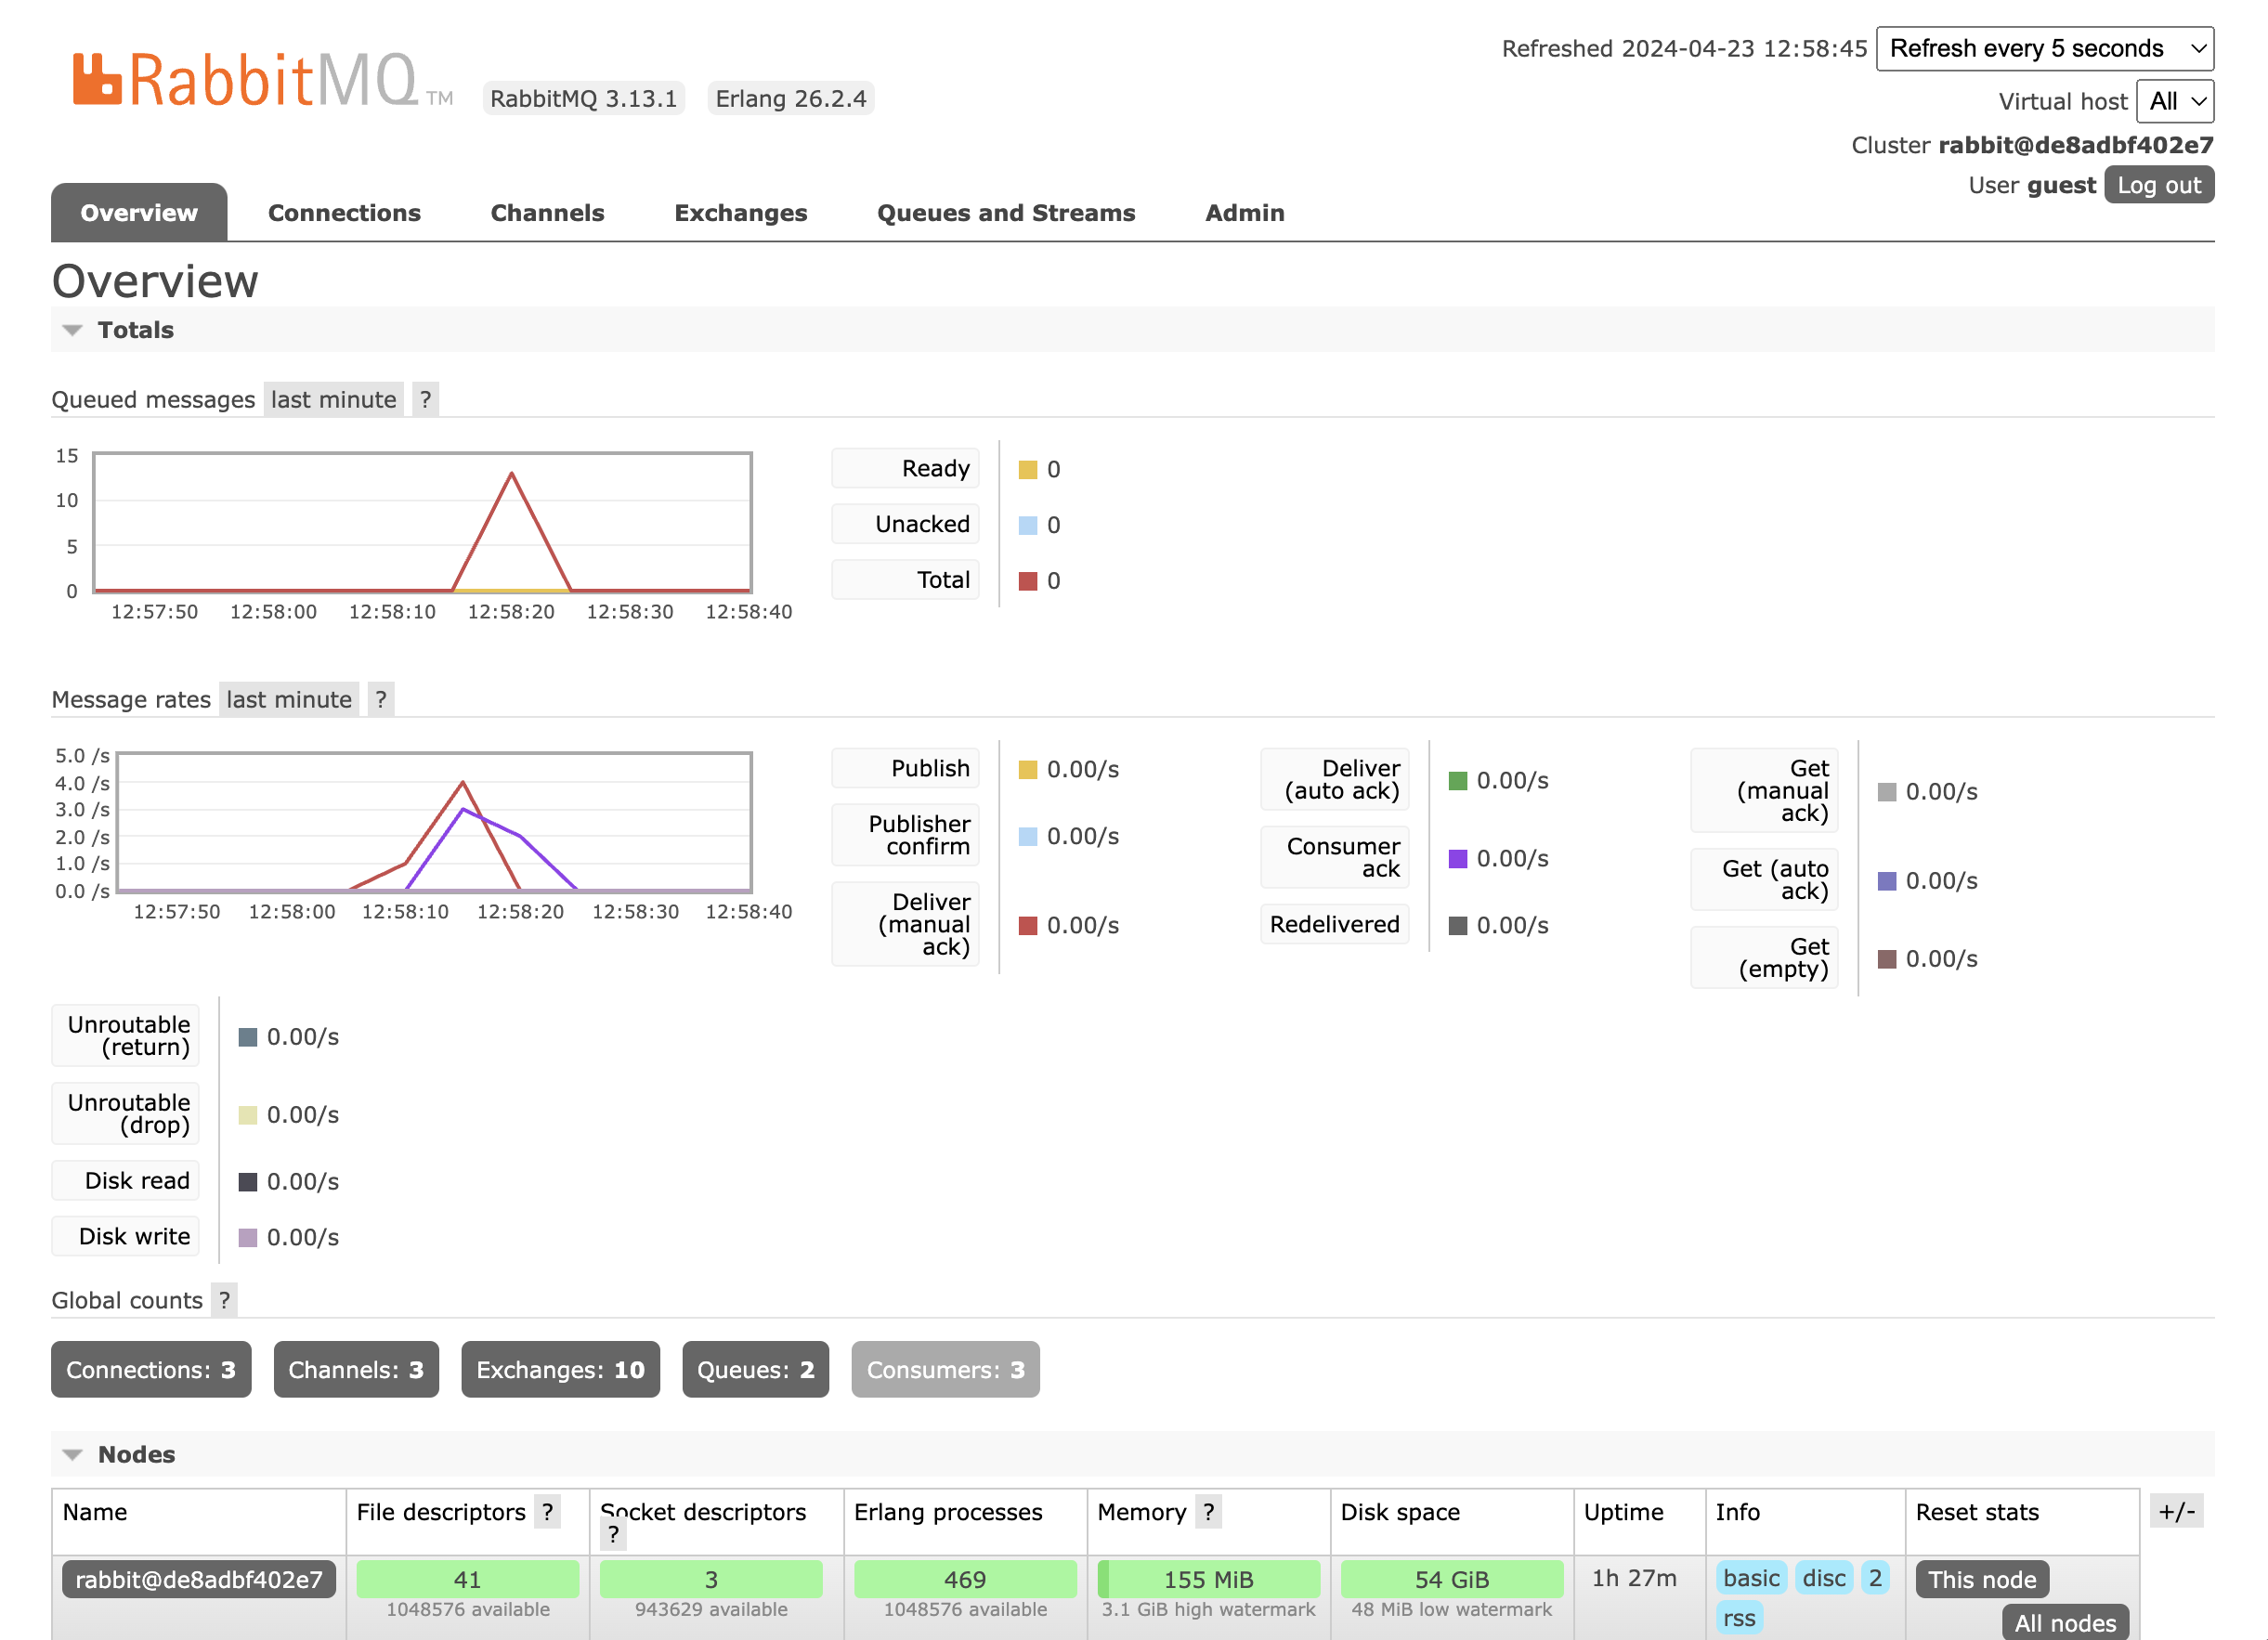 Refreshed 2024-04-23 12:58:45 Refresh every 5 seconds
RabbitMQ TM RabbitMQ 3.13.1 Erlang 26.2.4
Virtual host All
Cluster rabbit@de8adbf402e7
User guest Log out
Overview Connections Channels Exchanges Queues and Streams Admin
Overview
Totals
Queued messages last minute ?
15
10
5
0
12:57:50 12:58:00 12:58:10 12:58:20 12:58:30 12:58:40
Ready 0
Unacked 0
Total 0
Message rates last minute ?
5.0 /s
4.0 /s
3.0 /s
2.0 /s
1.0 /s
0.0 /s
12:57:50 12:58:00 12:58:10 12:58:20 12:58:30 12:58:40
Publish 0.00/s
Publisher
confirm 0.00/s
Deliver
(manual
ack) 0.00/s
Deliver
(auto ack) 0.00/s
Consumer
ack 0.00/s
Redelivered 0.00/s
Get
(manual
ack) 0.00/s
Get (auto
ack) 0.00/s
Get
(empty) 0.00/s
Unroutable
(return) 0.00/s
Unroutable
(drop) 0.00/s
Disk read 0.00/s
Disk write 0.00/s
Global counts ?
Connections: 3 Channels: 3 Exchanges: 10 Queues: 2 Consumers: 3
Nodes
Name File descriptors ? Socket descriptors ? Erlang processes Memory ? Disk space Uptime Info Reset stats +/-
rabbit@de8adbf402e7 41 3 469 155 MiB 54 GiB 1h 27m basic disc 2 This node
1048576 available 943629 available 1048576 available 3.1 GiB high watermark 48 MiB low watermark rss All nodes